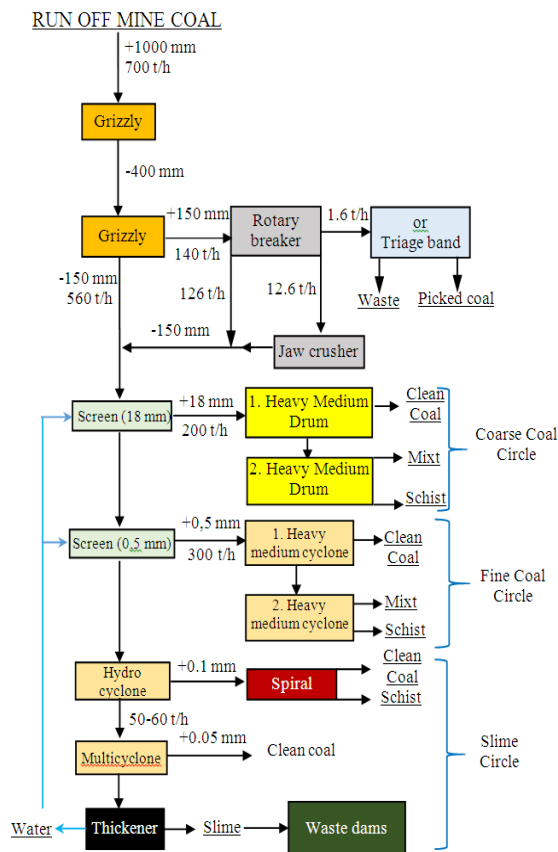 RUN OFF MINE COAL
+1000 mm
700 t/h
Grizzly
-400 mm
Grizzly
+150 mm
140 t/h
Rotary
breaker
1.6 t/h
or
Triage band
-150 mm
560 t/h
126 t/h
12.6 t/h
Waste
Picked coal
-150 mm
Jaw crusher
Screen (18 mm)
+18 mm
200 t/h
1. Heavy Medium
Drum
Clean
Coal
2. Heavy Medium
Drum
Mixt
Schist
Coarse Coal
Circle
Screen (0,5 mm)
+0,5 mm
300 t/h
1. Heavy
medium cyclone
Clean
Coal
2. Heavy
medium cyclone
Mixt
Schist
Fine Coal
Circle
Hydro
cyclone
+0.1 mm
Spiral
Clean
Coal
Schist
50-60 t/h
Multicyclone
+0.05 mm
Clean coal
Slime
Circle
Water
Thickener
Slime
Waste dams